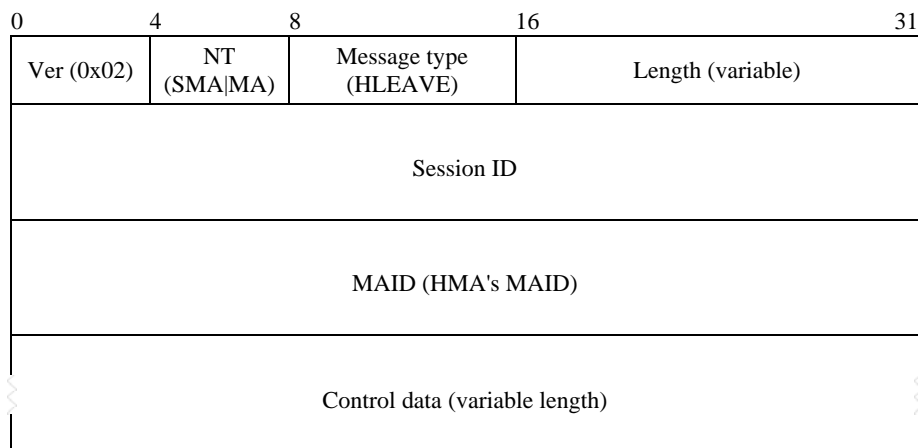 0 4 8 16 31
Ver (0x02) NT (SMA|MA) Message type (HLEAVE) Length (variable)
Session ID
MAID (HMA's MAID)
Control data (variable length)